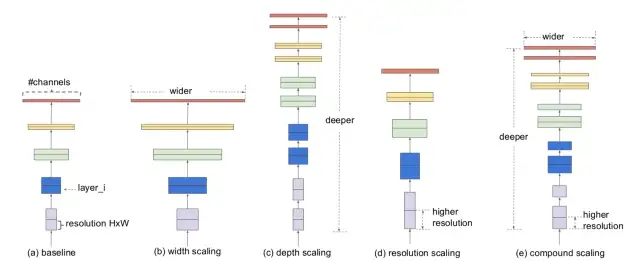 #channels
layer_i
resolution HxW
(a) baseline
wider
(b) width scaling
deeper
(c) depth scaling
higher
resolution
(d) resolution scaling
wider
deeper
higher
resolution
(e) compound scaling